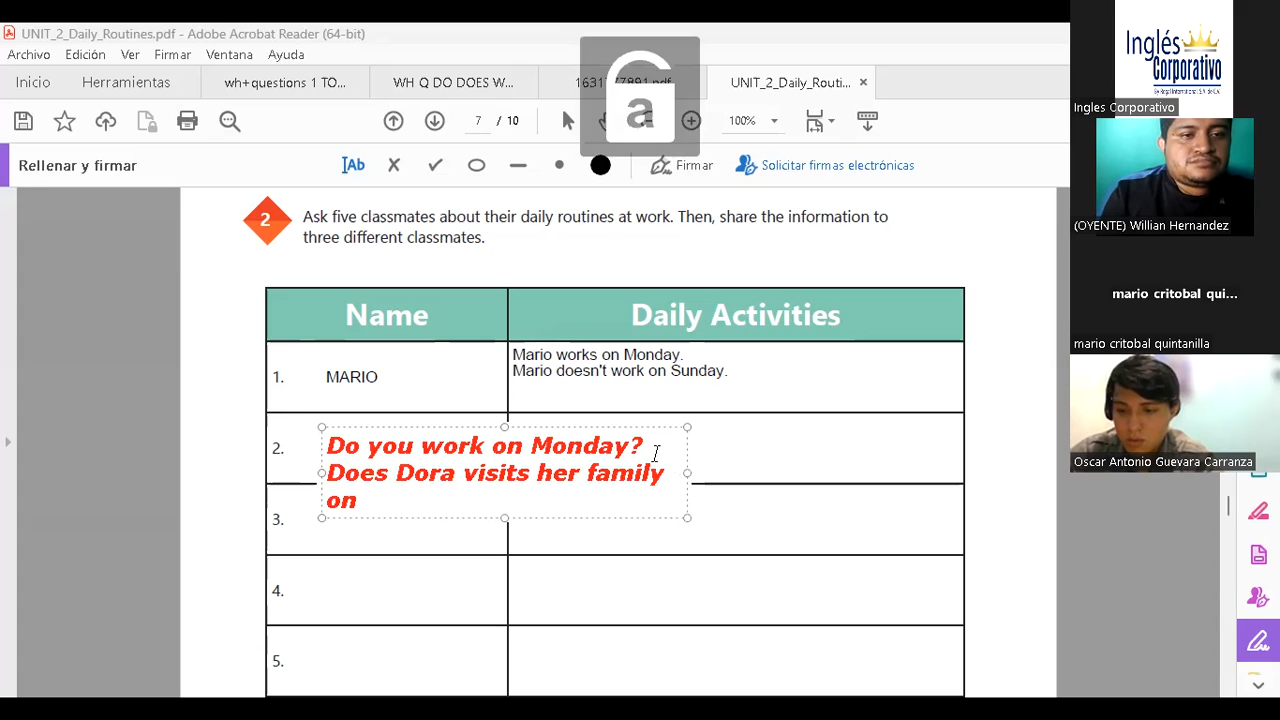 UNIT_2_Daily_Routines.pdf - Adobe Acrobat Reader (64-bit)
Archivo Edición Ver Firmar Ventana Ayuda
Inicio Herramientas wh+questions 1 TO... WH Q DO DOES W... UNIT_2_Daily_Routi...
7 / 10 100%
Rellenar y firmar Ab Firmar Solicitar firmas electrónicas
a
2 Ask five classmates about their daily routines at work. Then, share the information to
three different classmates.
Name Daily Activities
1. MARIO
Mario works on Monday.
Mario doesn't work on Sunday.
2.
Do you work on Monday?
Does Dora visits her family
on
3.
4.
5.
Inglés
Corporativo
Ingles Corporativo
(OYENTE) Willian Hernandez
mario critobal qui...
mario critobal quintanilla
Oscar Antonio Guevara Carranza